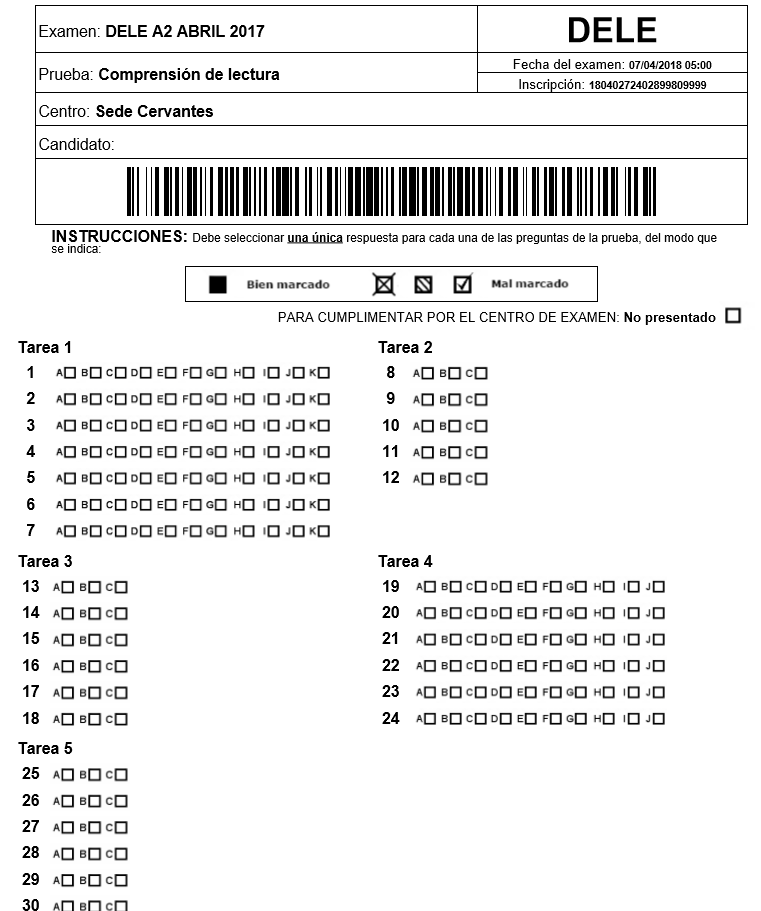 Examen: DELE A2 ABRIL 2017
DELE
Prueba: Comprensión de lectura
Fecha del examen: 07/04/2018 05:00
Inscripción: 18040272402899809999
Centro: Sede Cervantes
Candidato:
INSTRUCCIONES: Debe seleccionar una única respuesta para cada una de las preguntas de la prueba, del modo que
se indica:
Bien marcado Mal marcado
PARA CUMPLIMENTAR POR EL CENTRO DE EXAMEN: No presentado
Tarea 1
1 A B C D E F G H I J K
2 A B C D E F G H I J K
3 A B C D E F G H I J K
4 A B C D E F G H I J K
5 A B C D E F G H I J K
6 A B C D E F G H I J K
7 A B C D E F G H I J K
Tarea 2
8 A B C
9 A B C
10 A B C
11 A B C
12 A B C
Tarea 3
13 A B C
14 A B C
15 A B C
16 A B C
17 A B C
18 A B C
Tarea 4
19 A B C D E F G H I J
20 A B C D E F G H I J
21 A B C D E F G H I J
22 A B C D E F G H I J
23 A B C D E F G H I J
24 A B C D E F G H I J
Tarea 5
25 A B C
26 A B C
27 A B C
28 A B C
29 A B C
30 A B C